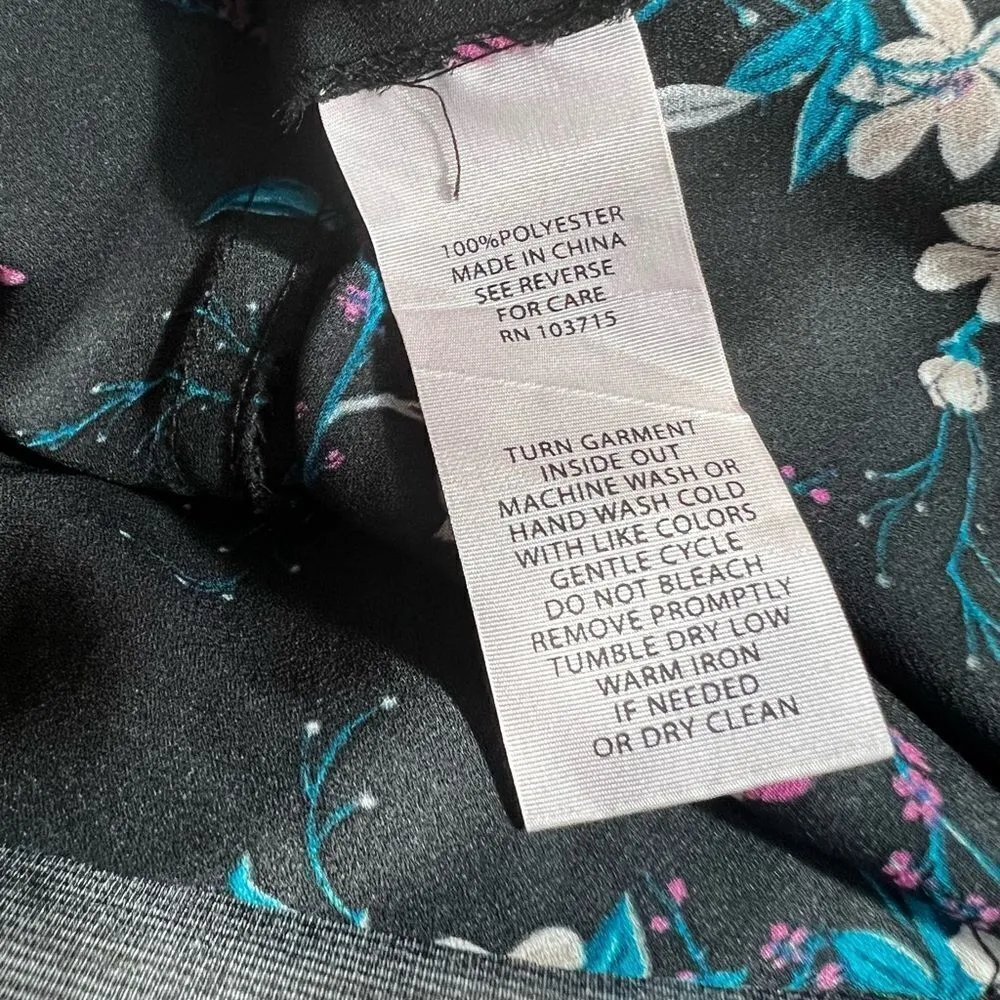 100%POLYESTER
MADE IN CHINA
SEE REVERSE
FOR CARE
RN 103715
TURN GARMENT
INSIDE OUT
MACHINE WASH OR
HAND WASH COLD
WITH LIKE COLORS
GENTLE CYCLE
DO NOT BLEACH
REMOVE PROMPTLY
TUMBLE DRY LOW
WARM IRON
IF NEEDED
OR DRY CLEAN